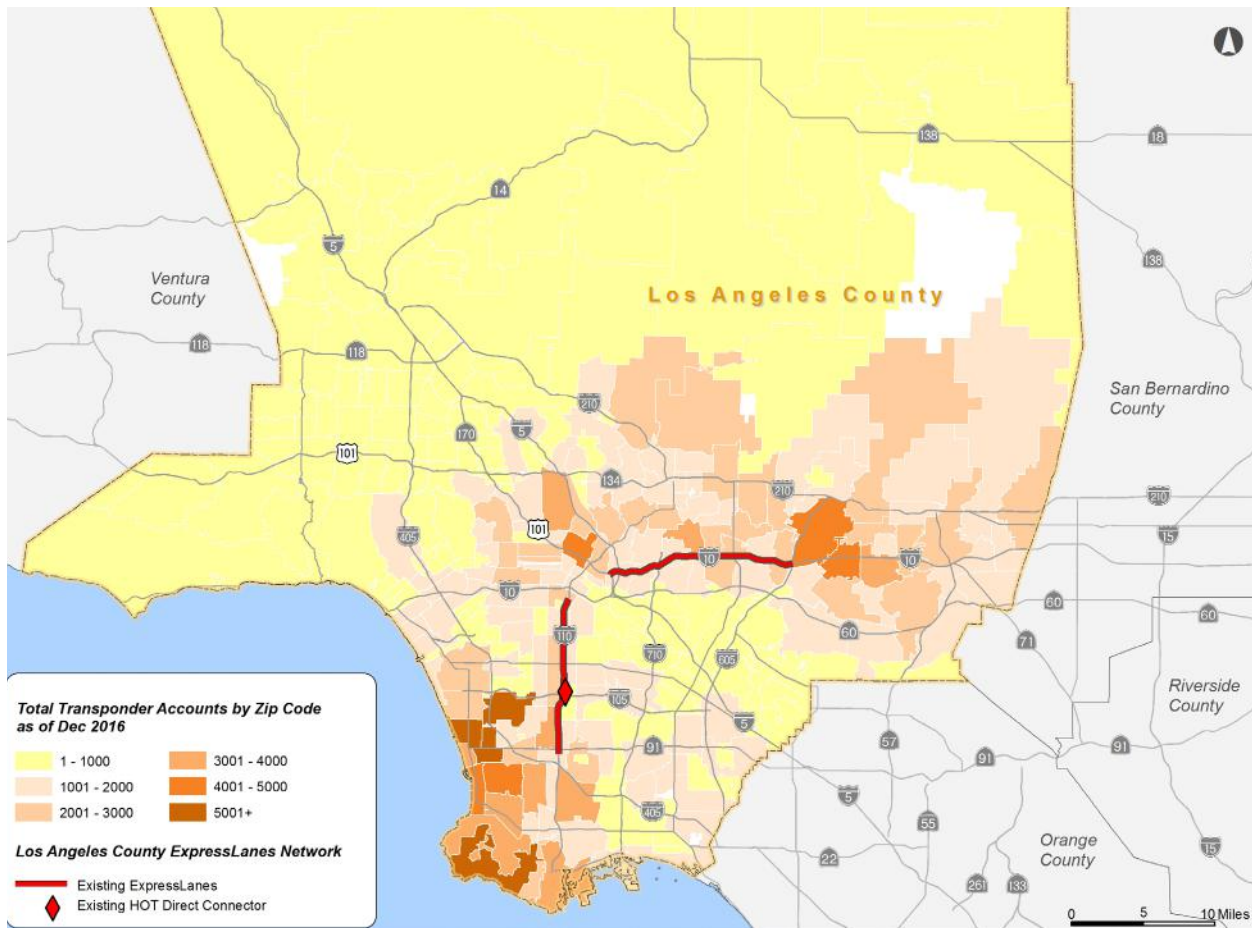 138
18
14
5
138
Ventura
County
Los Angeles County
118
118
San Bernardino
County
210
170
5
101
134
210
210
101
405
15
10
10
10
60
110
60
710
605
60
71
Total Transponder Accounts by Zip Code
as of Dec 2016
1 - 1000
3001 - 4000
1001 - 2000
4001 - 5000
2001 - 3000
5001+
Los Angeles County ExpressLanes Network
Existing ExpressLanes
Existing HOT Direct Connector
105
5
91
57
91
91
Riverside
County
405
5
55
22
Orange
County
15
261
133
0 5 10 Miles